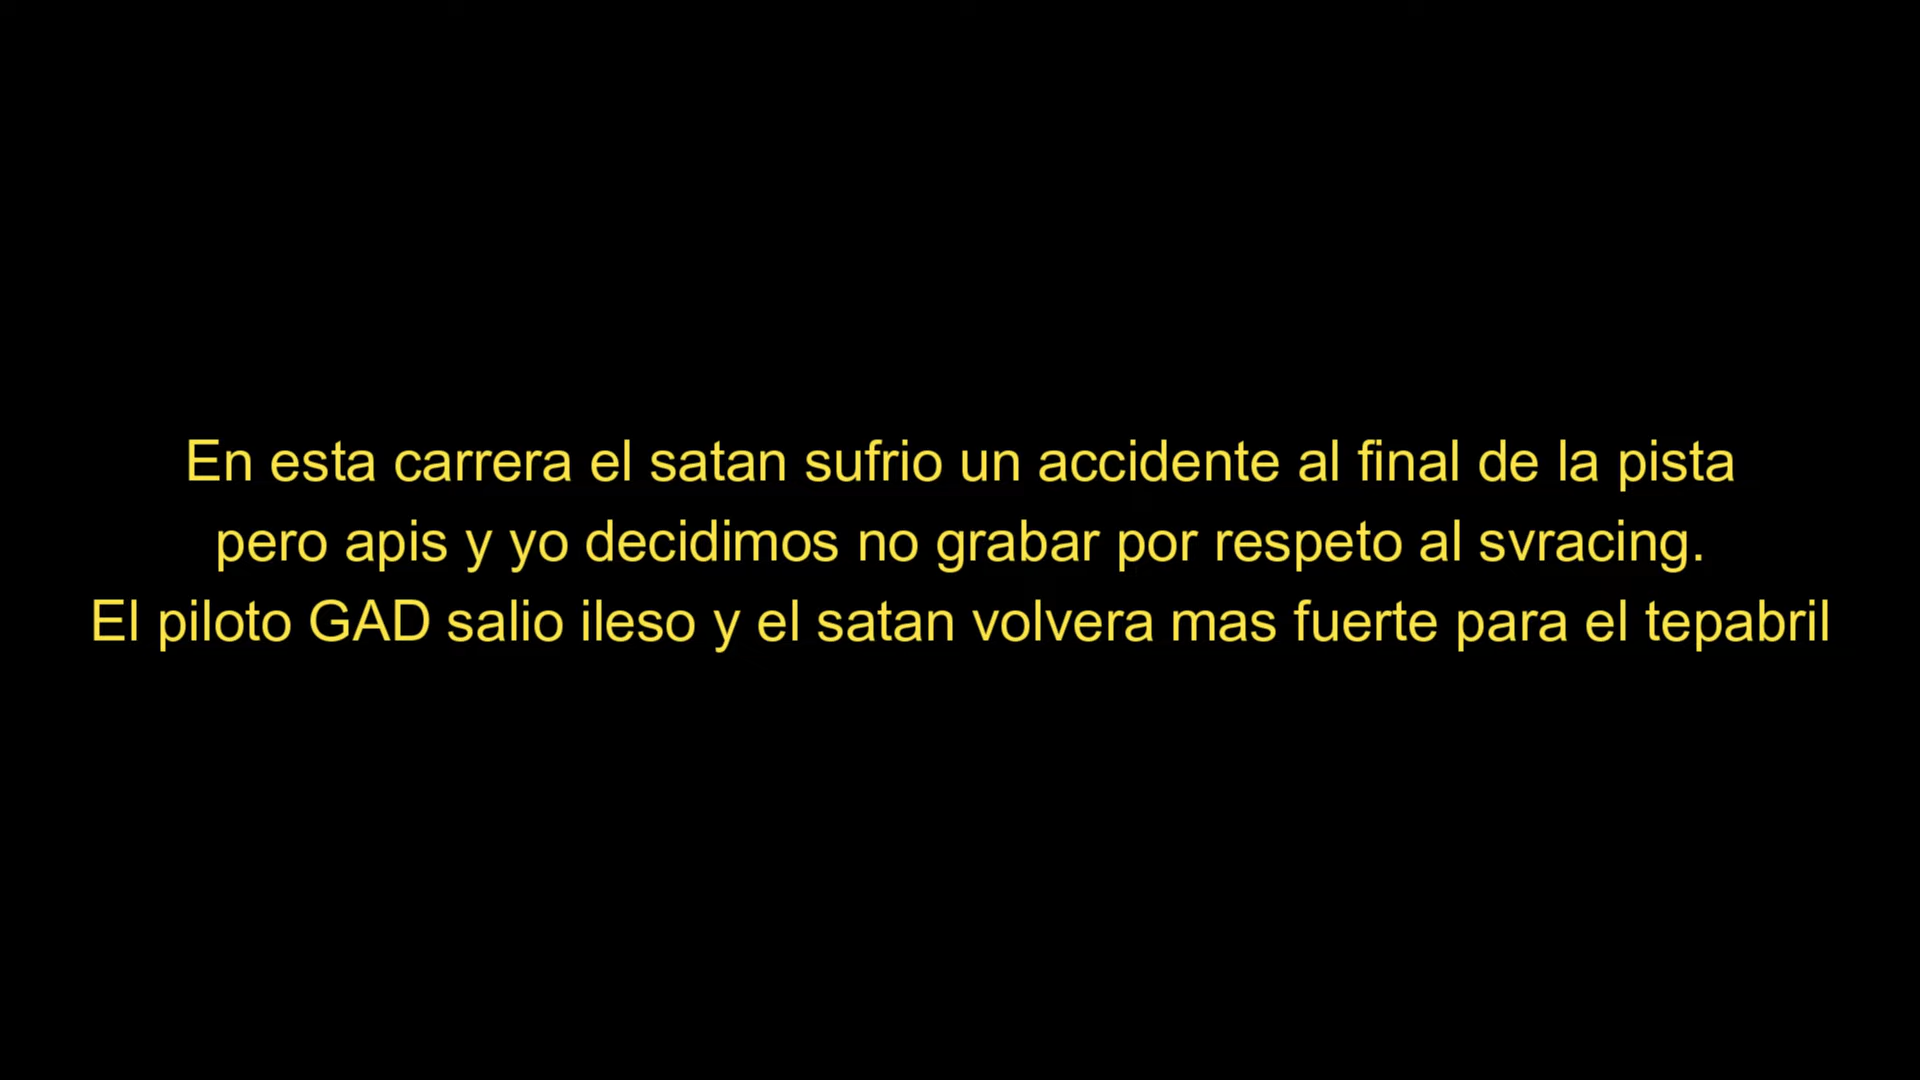 En esta carrera el satan sufrio un accidente al final de la pista
pero apis y yo decidimos no grabar por respeto al svracing.
El piloto GAD salio ileso y el satan volvera mas fuerte para el tepabril